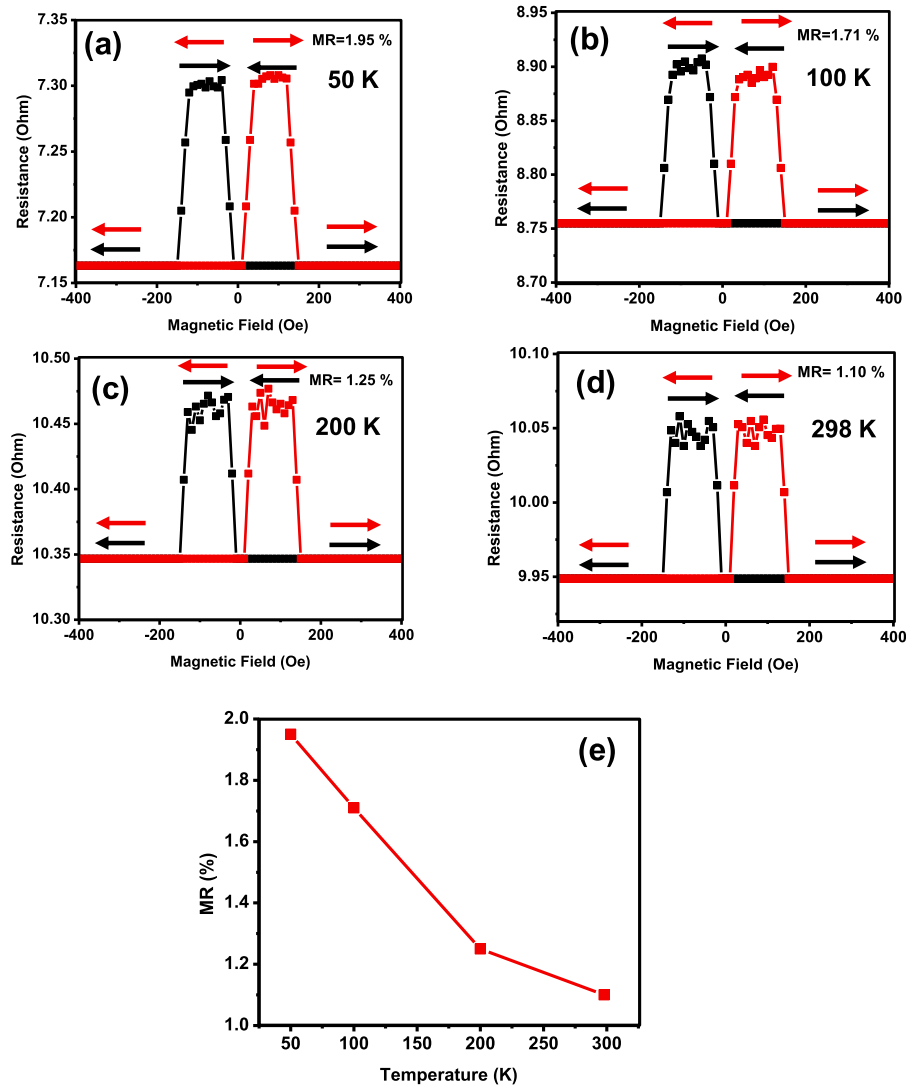 (a)
MR=1.95 %
50 K
7.35
7.30
7.25
7.20
7.15
Resistance (Ohm)
-400
-200
0
200
400
Magnetic Field (Oe)
(b)
MR=1.71 %
100 K
8.95
8.90
8.85
8.80
8.75
8.70
Resistance (Ohm)
-400
-200
0
200
400
Magnetic Field (Oe)
(c)
MR= 1.25 %
200 K
10.50
10.45
10.40
10.35
10.30
Resistance (Ohm)
-400
-200
0
200
400
Magnetic Field (Oe)
(d)
MR= 1.10 %
298 K
10.10
10.05
10.00
9.95
Resistance (Ohm)
-400
-200
0
200
400
Magnetic Field (Oe)
(e)
2.0
1.8
1.6
1.4
1.2
1.0
MR (%)
50
100
150
200
250
300
Temperature (K)